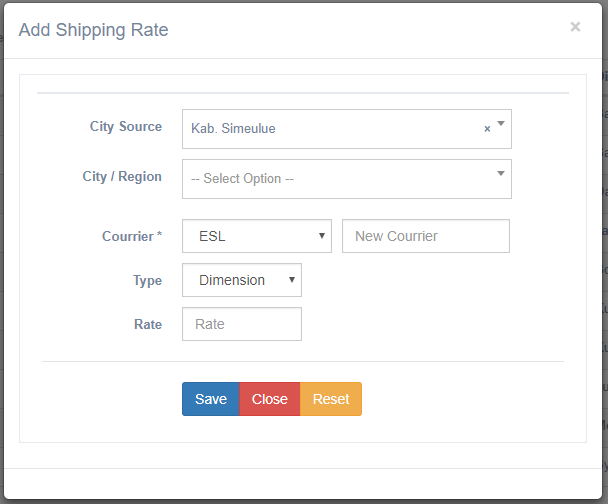 Add Shipping Rate ×
City Source Kab. Simeulue ×
City / Region -- Select Option --
Courrier * ESL New Courrier
Type Dimension
Rate Rate
Save Close Reset